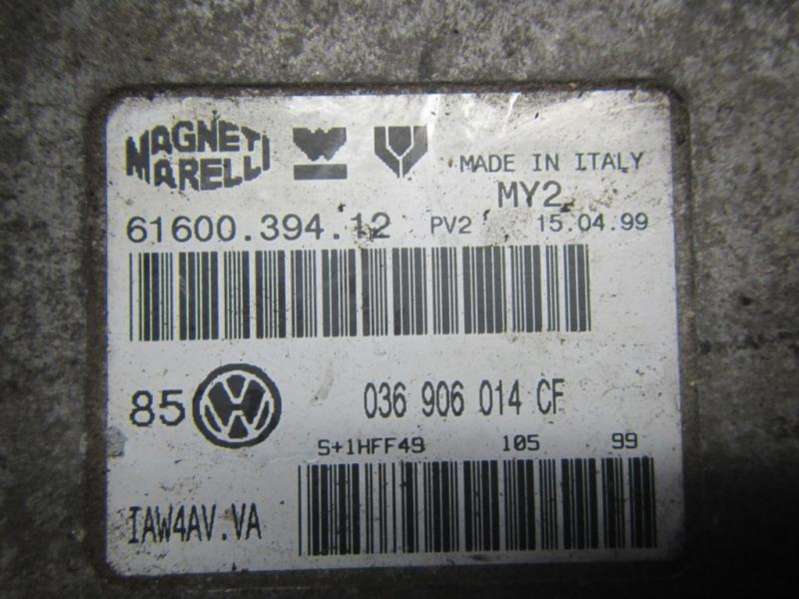 MAGNETI
MARELLI
MADE IN ITALY
MY2
61600.394.12 PV2 15.04.99
85 036 906 014 CF
S+1HFF49 105 99
IAW4AV.VA